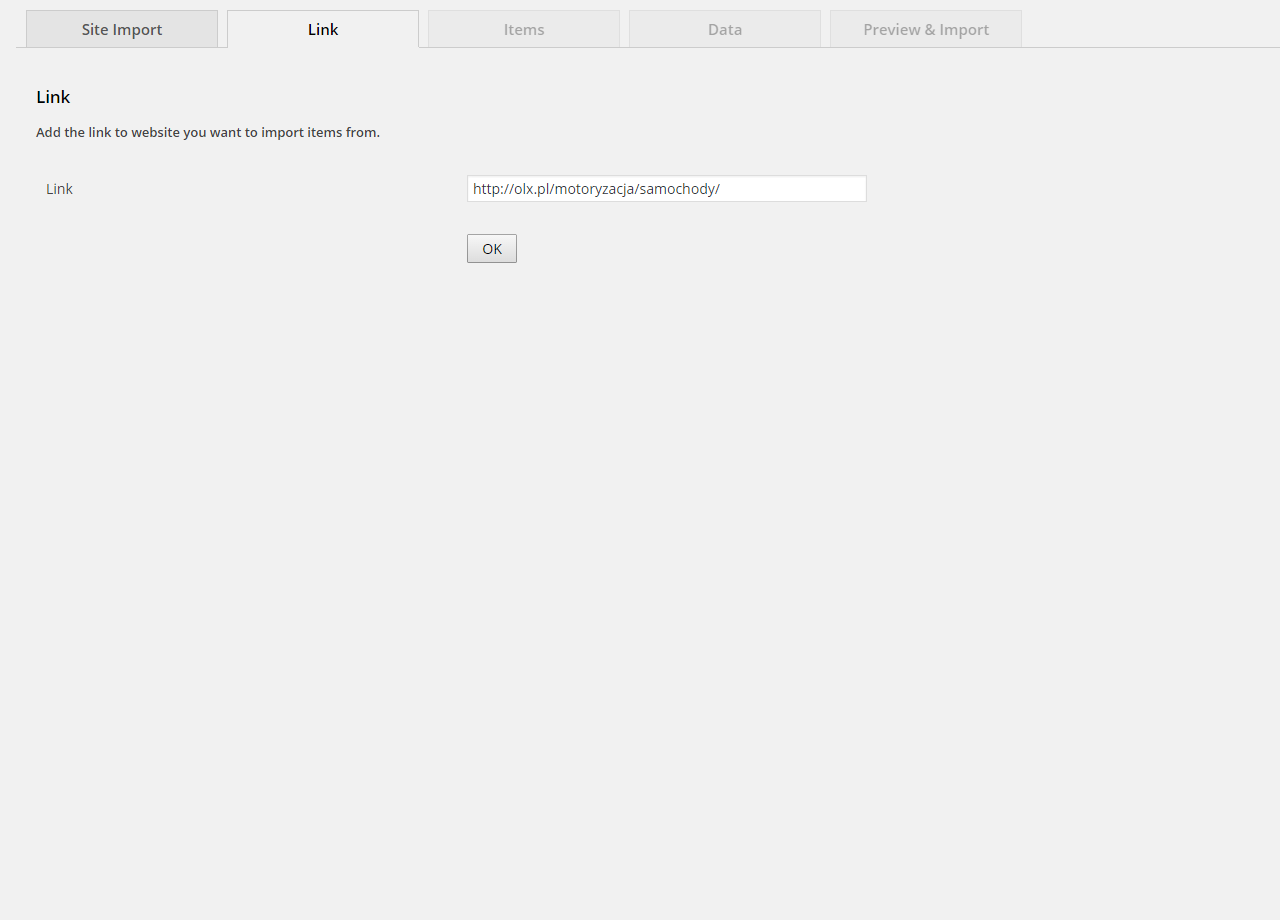 Site Import
Link
Items
Data
Preview & Import
Link
Add the link to website you want to import items from.
Link
http://olx.pl/motoryzacja/samochody/
OK